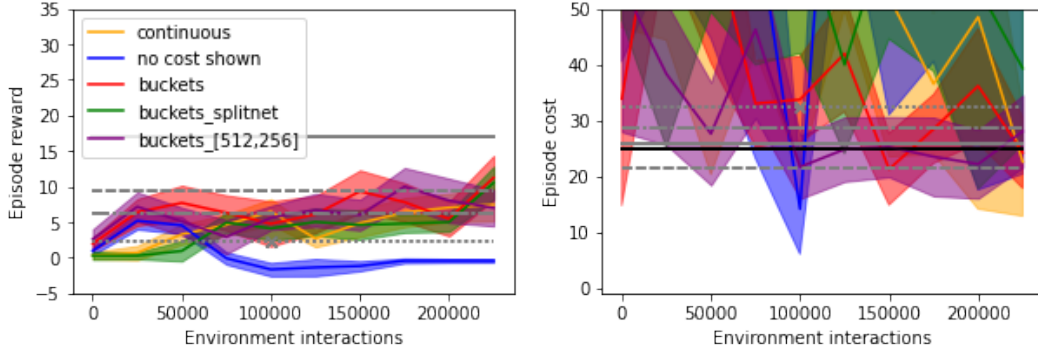 35
30
25
20
15
10
5
0
−5
Episode reward
continuous
no cost shown
buckets
buckets_splitnet
buckets_[512,256]
0 50000 100000 150000 200000
Environment interactions
50
40
30
20
10
0
Episode cost
0 50000 100000 150000 200000
Environment interactions